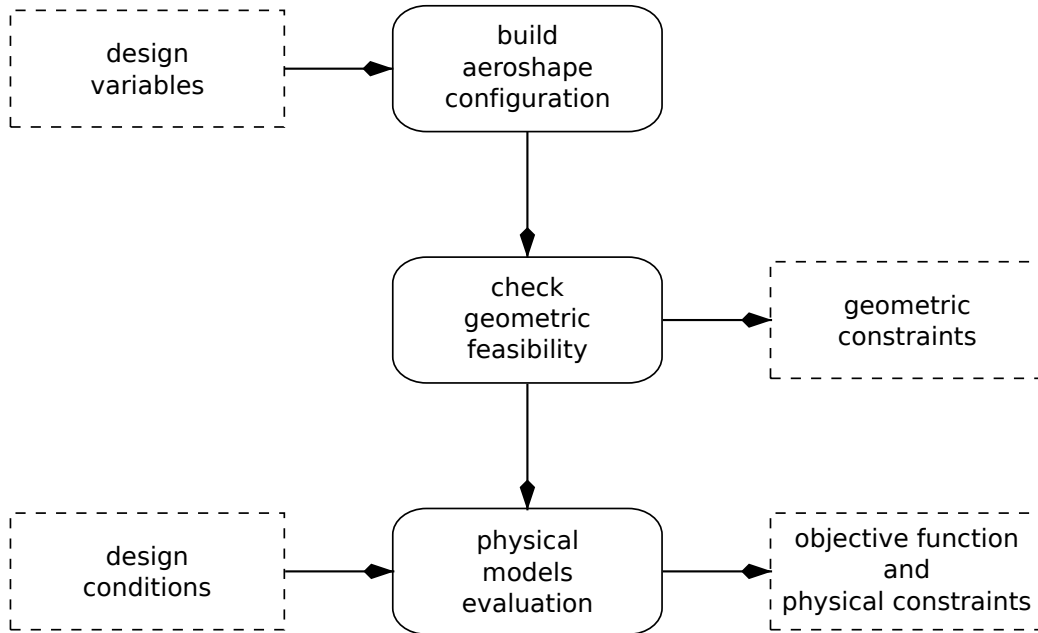 design
variables
build
aeroshape
configuration
check
geometric
feasibility
geometric
constraints
design
conditions
physical
models
evaluation
objective function
and
physical constraints